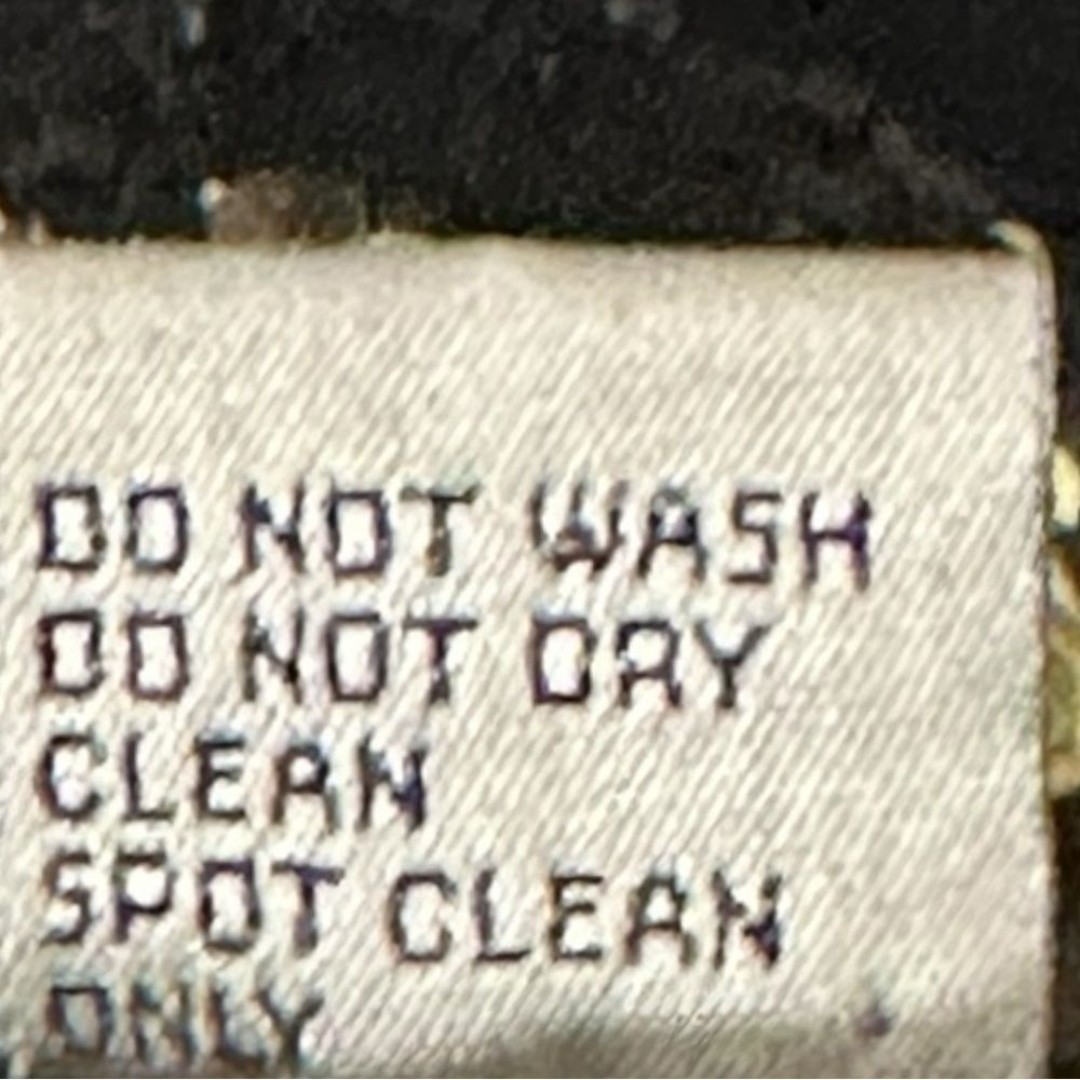 DO NOT WASH
DO NOT DRY
CLEAN
SPOT CLEAN
ONLY